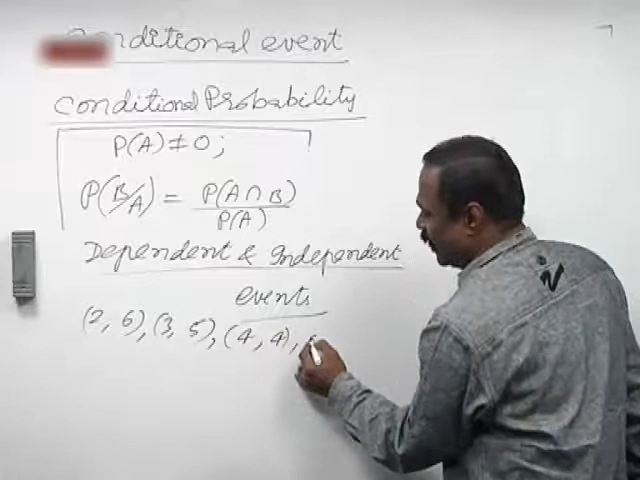 Conditional event
Conditional Probability
P(A) ≠ 0 ;
P(B/A) = P(A ∩ B) / P(A)
Dependent & Independent
events
(2, 6), (3, 5), (4, 4), (